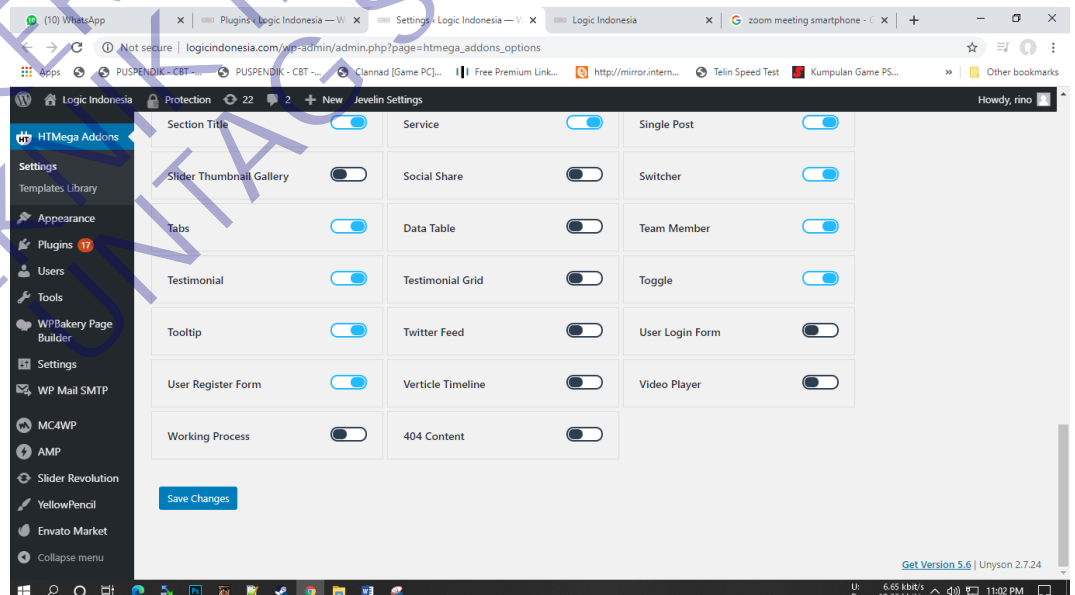 (10) WhatsApp
Plugins ‹ Logic Indonesia — W
Settings ‹ Logic Indonesia — W
Logic Indonesia
zoom meeting smartphone -
Not secure | logicindonesia.com/wp-admin/admin.php?page=htmega_addons_options
Apps
PUSPENDIK - CBT -...
PUSPENDIK - CBT -...
Clannad [Game PC]...
Free Premium Link...
http://mirror.intern...
Telin Speed Test
Kumpulan Game PS...
»
Other bookmarks
Logic Indonesia
Protection
22
2
New
Jevelin Settings
Howdy, rino
HTMega Addons
Settings
Templates Library
Appearance
Plugins 17
Users
Tools
WPBakery Page
Builder
Settings
WP Mail SMTP
MC4WP
AMP
Slider Revolution
YellowPencil
Envato Market
Collapse menu
Section Title
Service
Single Post
Slider Thumbnail Gallery
Social Share
Switcher
Tabs
Data Table
Team Member
Testimonial
Testimonial Grid
Toggle
Tooltip
Twitter Feed
User Login Form
User Register Form
Verticle Timeline
Video Player
Working Process
404 Content
Save Changes
Get Version 5.6 | Unyson 2.7.24
U: 6.65 kbit/s
11:02 PM
UNTAG